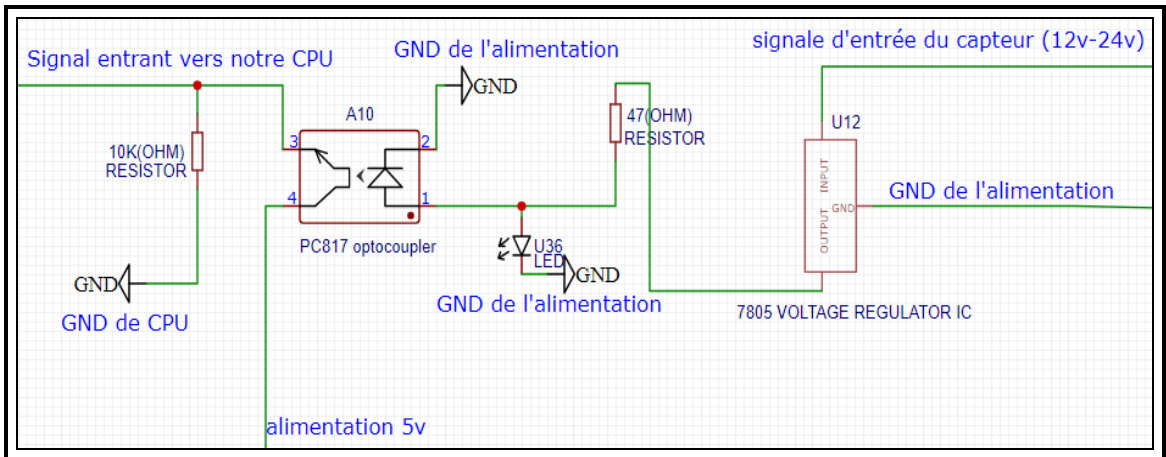 signale d'entrée du capteur (12v-24v)
GND de l'alimentation
Signal entrant vers notre CPU
GND
A10
47(OHM)
RESISTOR
U12
3
2
10K(OHM)
RESISTOR
INPUT
GND de l'alimentation
4
1
GND
OUTPUT
PC817 optocoupler
U36
LED
GND
GND
GND de l'alimentation
GND de CPU
7805 VOLTAGE REGULATOR IC
alimentation 5v